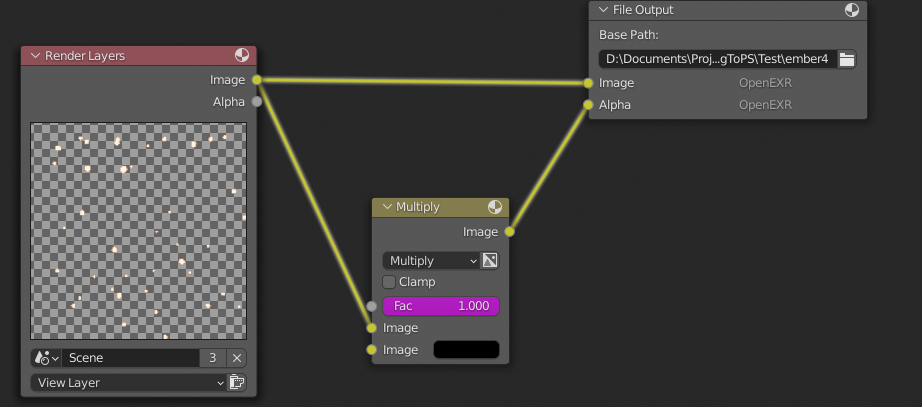 File Output
Base Path:
D:\Documents\Proj...gToPS\Test\ember4
Image OpenEXR
Alpha OpenEXR
Render Layers
Image
Alpha
Scene 3
View Layer
Multiply
Image
Multiply
Clamp
Fac 1.000
Image
Image